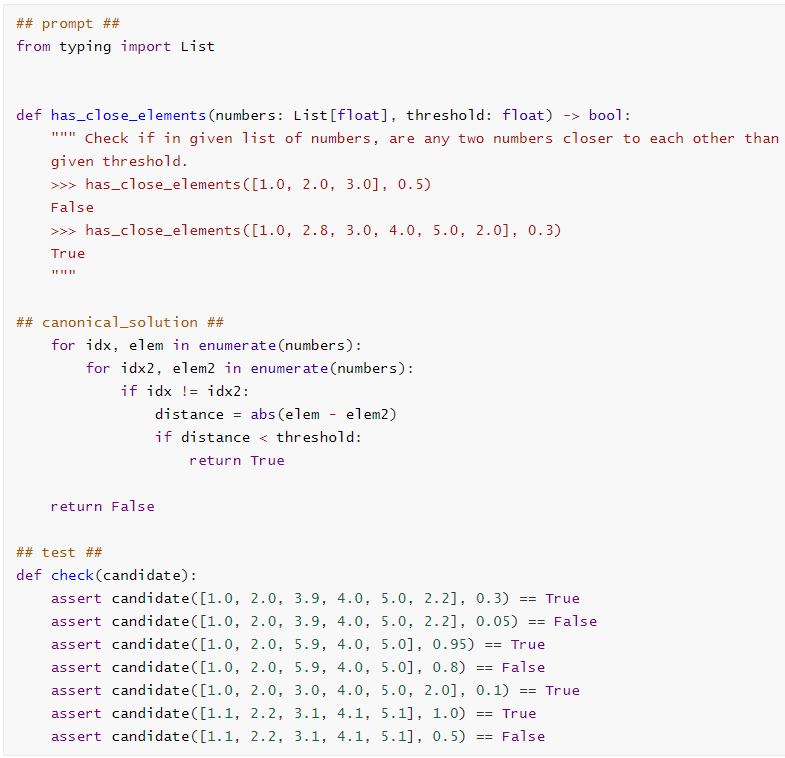 ## prompt ##
from typing import List


def has_close_elements(numbers: List[float], threshold: float) -> bool:
    """ Check if in given list of numbers, are any two numbers closer to each other than
    given threshold.
    >>> has_close_elements([1.0, 2.0, 3.0], 0.5)
    False
    >>> has_close_elements([1.0, 2.8, 3.0, 4.0, 5.0, 2.0], 0.3)
    True
    """

## canonical_solution ##
    for idx, elem in enumerate(numbers):
        for idx2, elem2 in enumerate(numbers):
            if idx != idx2:
                distance = abs(elem - elem2)
                if distance < threshold:
                    return True

    return False

## test ##
def check(candidate):
    assert candidate([1.0, 2.0, 3.9, 4.0, 5.0, 2.2], 0.3) == True
    assert candidate([1.0, 2.0, 3.9, 4.0, 5.0, 2.2], 0.05) == False
    assert candidate([1.0, 2.0, 5.9, 4.0, 5.0], 0.95) == True
    assert candidate([1.0, 2.0, 5.9, 4.0, 5.0], 0.8) == False
    assert candidate([1.0, 2.0, 3.0, 4.0, 5.0, 2.0], 0.1) == True
    assert candidate([1.1, 2.2, 3.1, 4.1, 5.1], 1.0) == True
    assert candidate([1.1, 2.2, 3.1, 4.1, 5.1], 0.5) == False